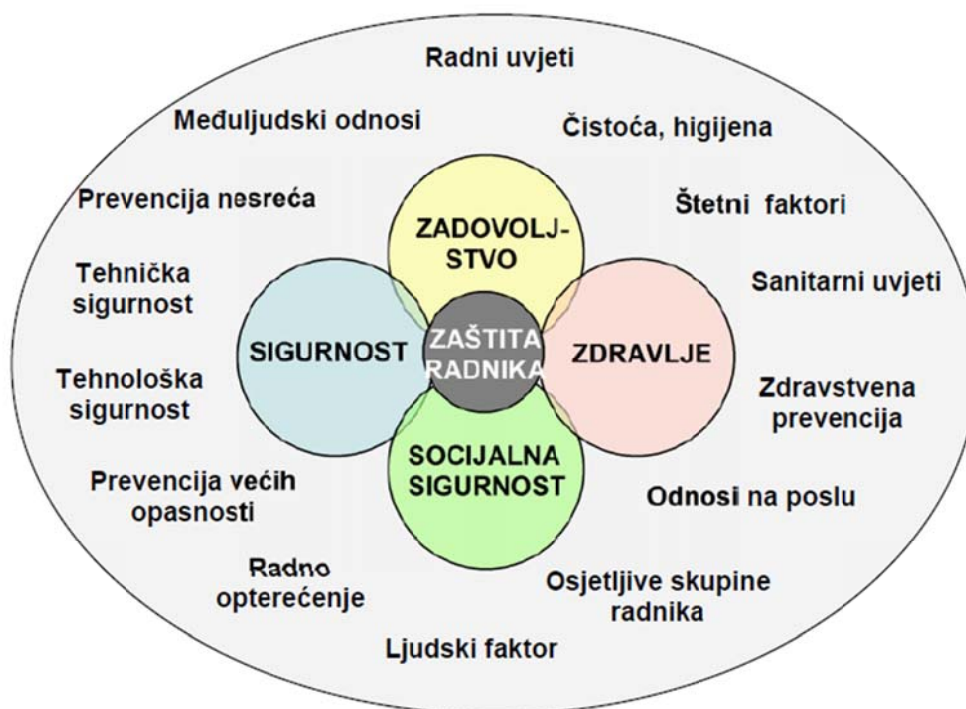 Radni uvjeti
Međuljudski odnosi
Čistoća, higijena
Prevencija nesreća
Štetni faktori
ZADOVOLJ-
STVO
Tehnička
sigurnost
Sanitarni uvjeti
SIGURNOST
ZAŠTITA
RADNIKA
ZDRAVLJE
Tehnološka
sigurnost
Zdravstvena
prevencija
SOCIJALNA
SIGURNOST
Prevencija većih
opasnosti
Odnosi na poslu
Radno
opterećenje
Osjetljive skupine
radnika
Ljudski faktor